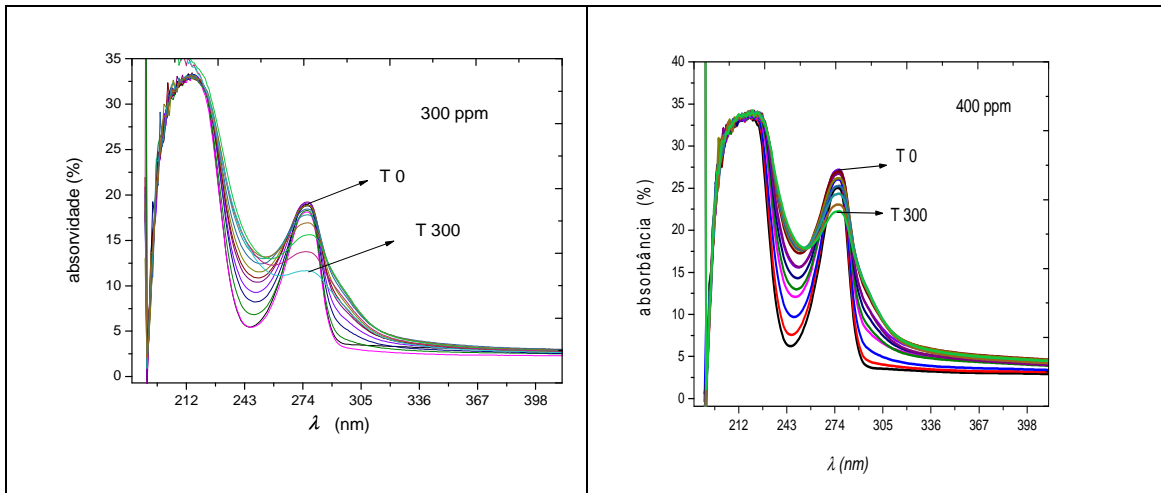 300 ppm
T 0
T 300
absorvidade (%)
35
30
25
20
15
10
5
0
212 243 274 305 336 367 398
λ (nm)
400 ppm
T 0
T 300
absorbância (%)
40
35
30
25
20
15
10
5
0
212 243 274 305 336 367 398
λ (nm)